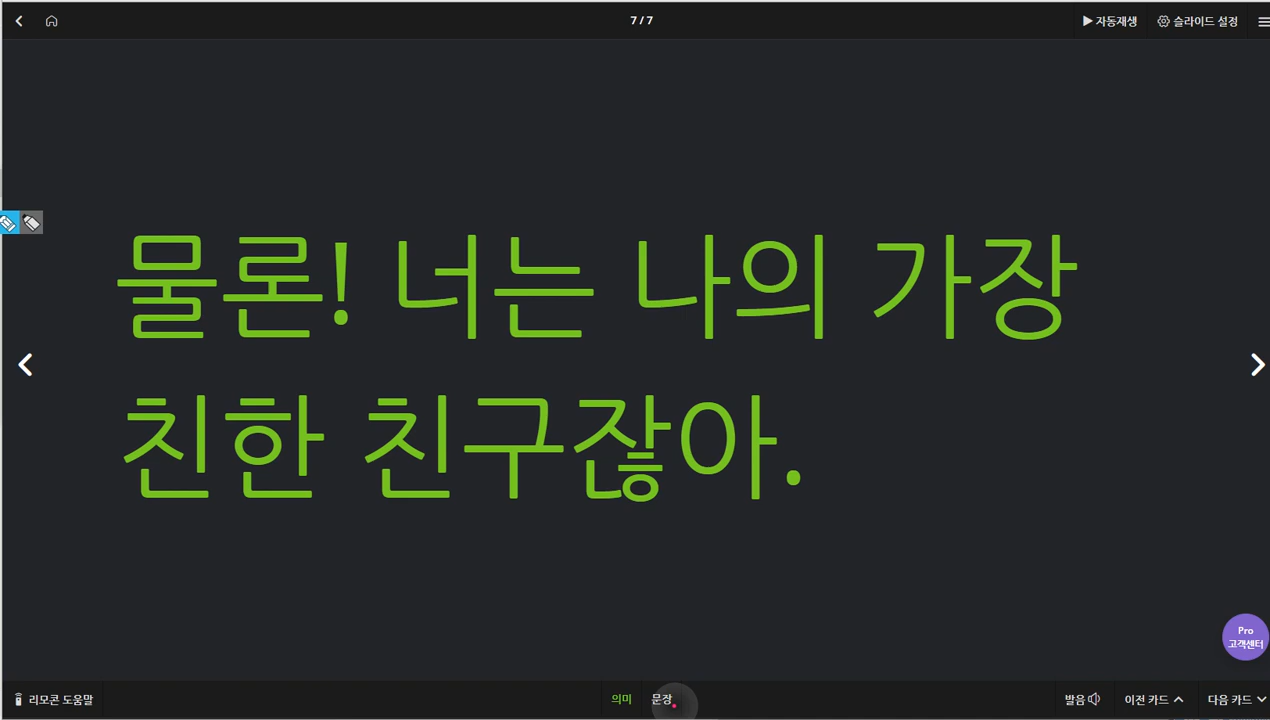 7 / 7
자동재생
슬라이드 설정
물론! 너는 나의 가장
친한 친구잖아.
Pro
고객센터
리모콘 도움말
의미
문장
발음
이전 카드
다음 카드